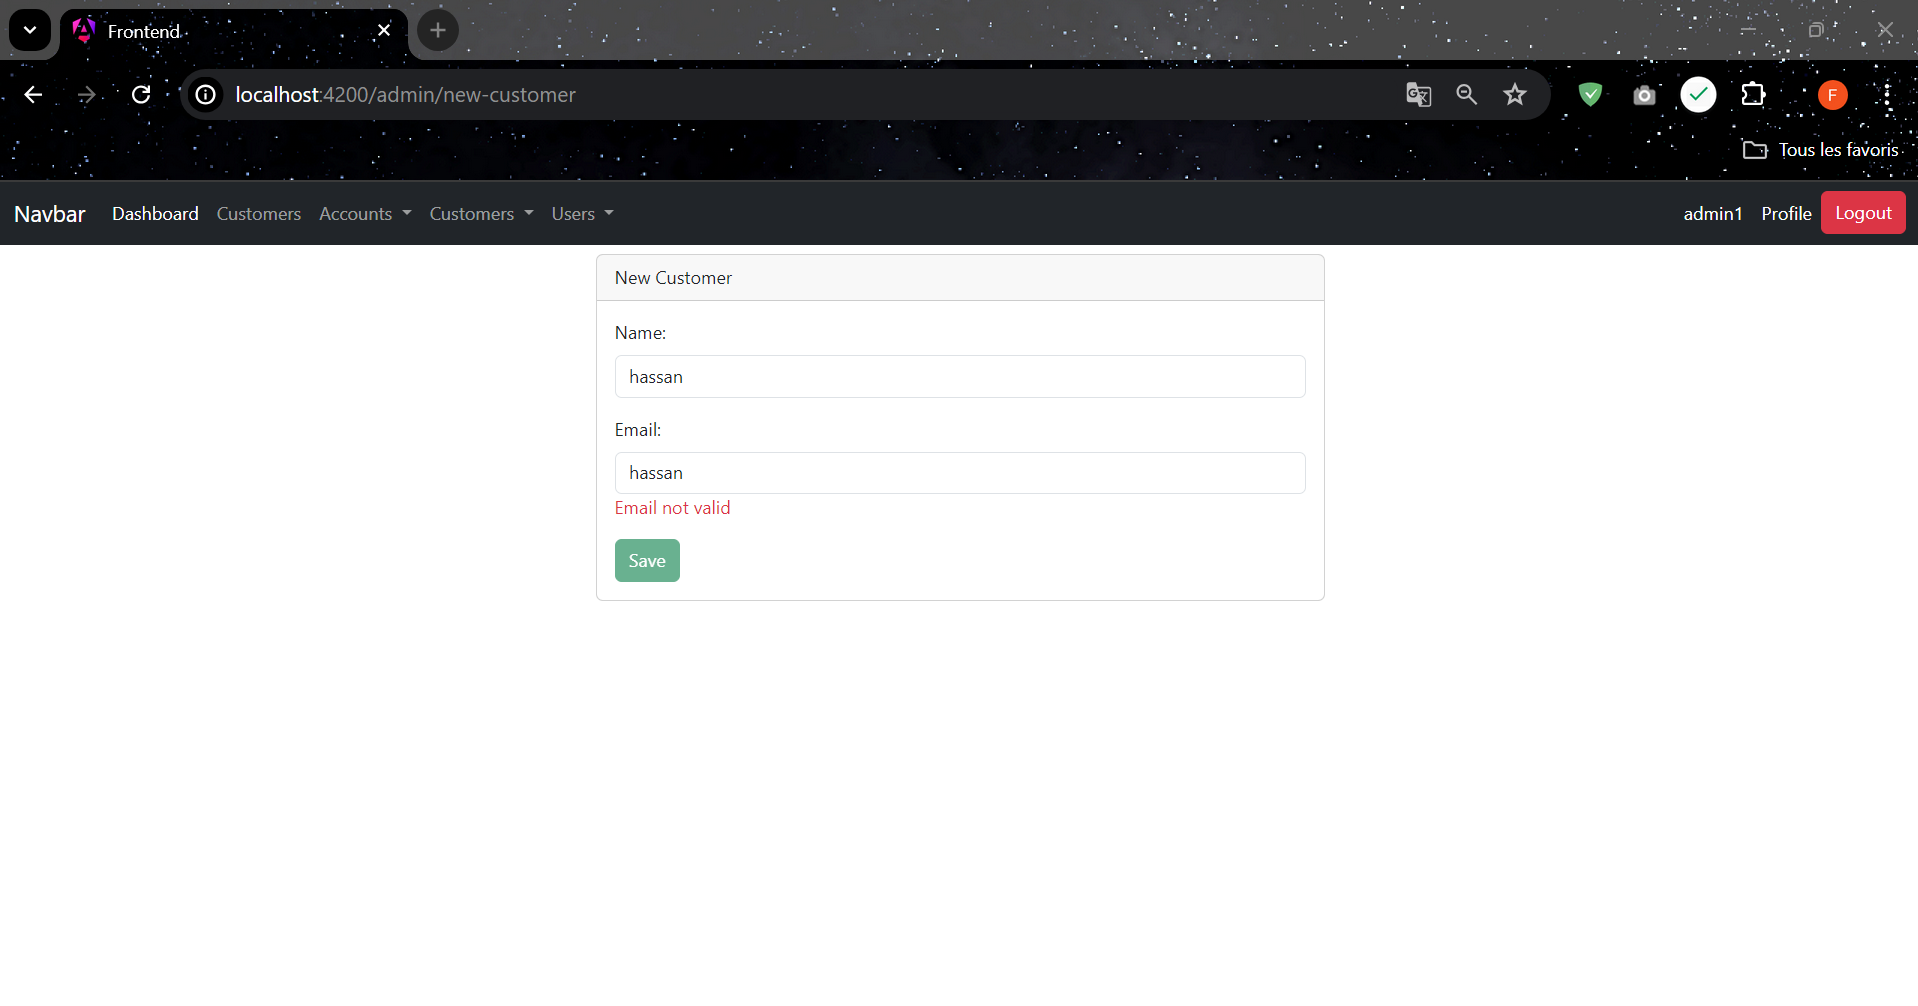 Frontend
localhost:4200/admin/new-customer
F
Tous les favoris
Navbar Dashboard Customers Accounts Customers Users admin1 Profile Logout
New Customer
Name:
hassan
Email:
hassan
Email not valid
Save